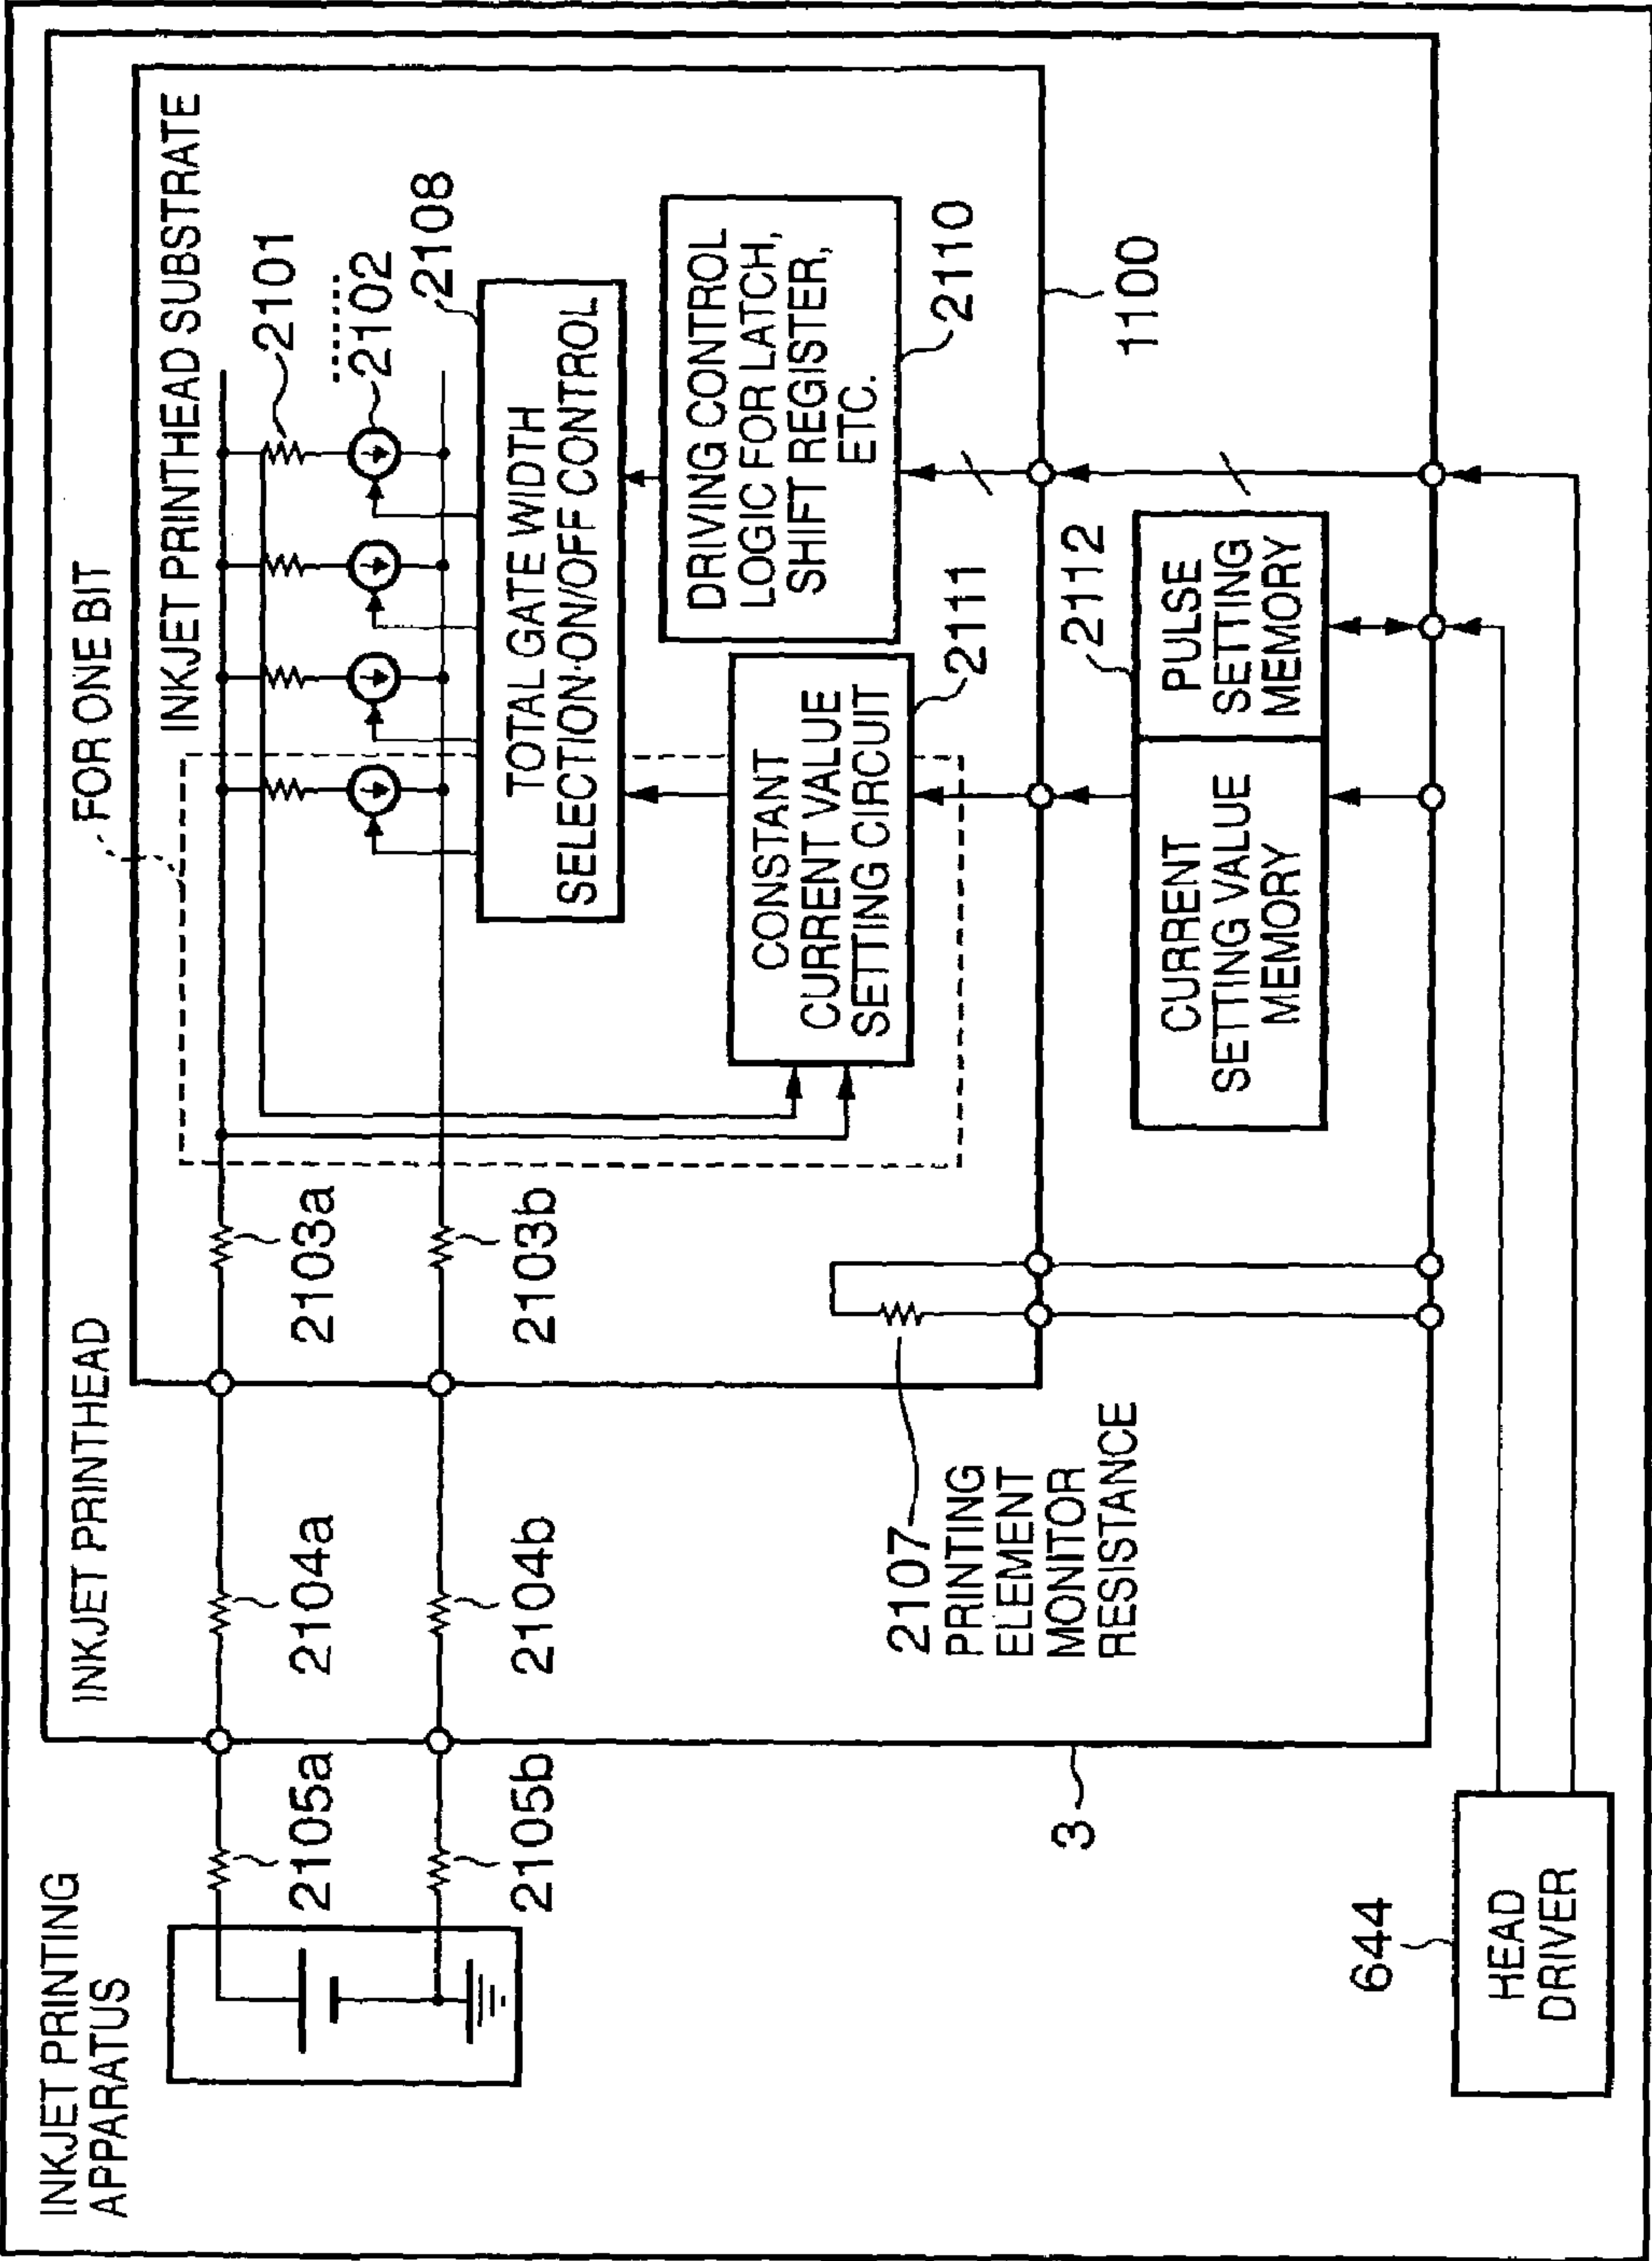 INKJET PRINTING
APPARATUS
INKJET PRINTHEAD
FOR ONE BIT
INKJET PRINTHEAD SUBSTRATE
2105a
2104a
2103a
2101
2102
2105b
2104b
2103b
2108
TOTAL GATE WIDTH
SELECTION·ON/OFF CONTROL
CONSTANT
CURRENT VALUE
SETTING CIRCUIT
2111
DRIVING CONTROL
LOGIC FOR LATCH,
SHIFT REGISTER,
ETC.
2110
2107
PRINTING
ELEMENT
MONITOR
RESISTANCE
1100
2112
CURRENT
SETTING VALUE
MEMORY
PULSE
SETTING
MEMORY
3
644
HEAD
DRIVER